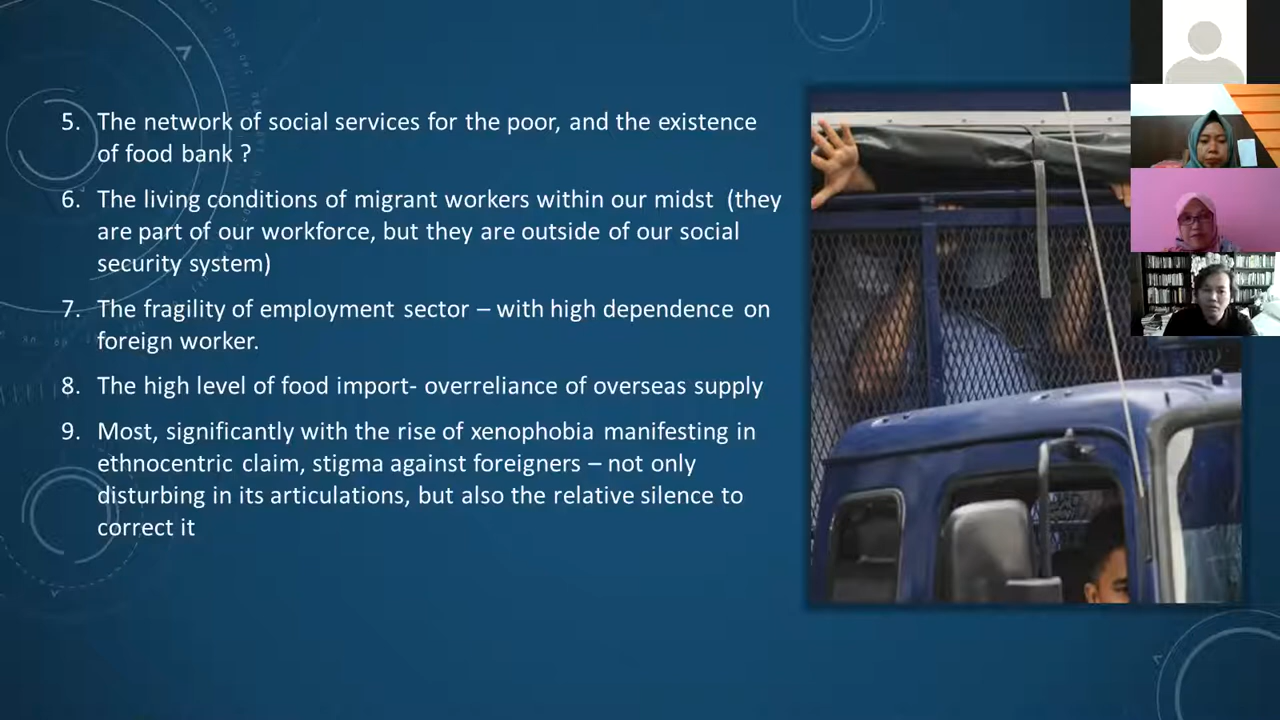 5. The network of social services for the poor, and the existence
of food bank ?
6. The living conditions of migrant workers within our midst (they
are part of our workforce, but they are outside of our social
security system)
7. The fragility of employment sector – with high dependence on
foreign worker.
8. The high level of food import- overreliance of overseas supply
9. Most, significantly with the rise of xenophobia manifesting in
ethnocentric claim, stigma against foreigners – not only
disturbing in its articulations, but also the relative silence to
correct it